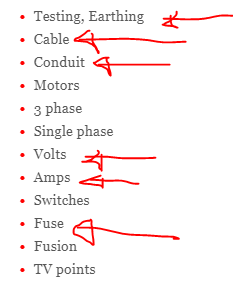 Testing, Earthing
Cable
Conduit
Motors
3 phase
Single phase
Volts
Amps
Switches
Fuse
Fusion
TV points